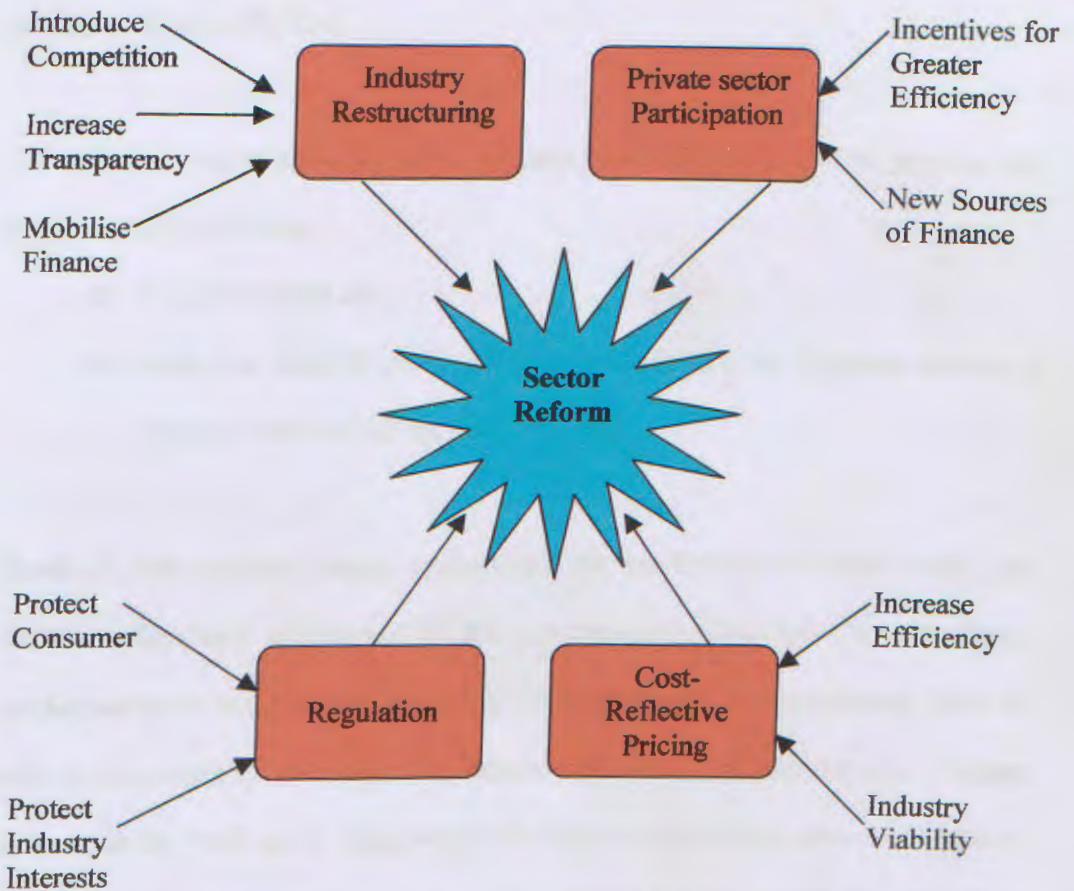 Introduce
Competition
Increase
Transparency
Mobilise
Finance
Industry
Restructuring
Private sector
Participation
Incentives for
Greater
Efficiency
New Sources
of Finance
Sector
Reform
Protect
Consumer
Protect
Industry
Interests
Regulation
Cost-
Reflective
Pricing
Increase
Efficiency
Industry
Viability